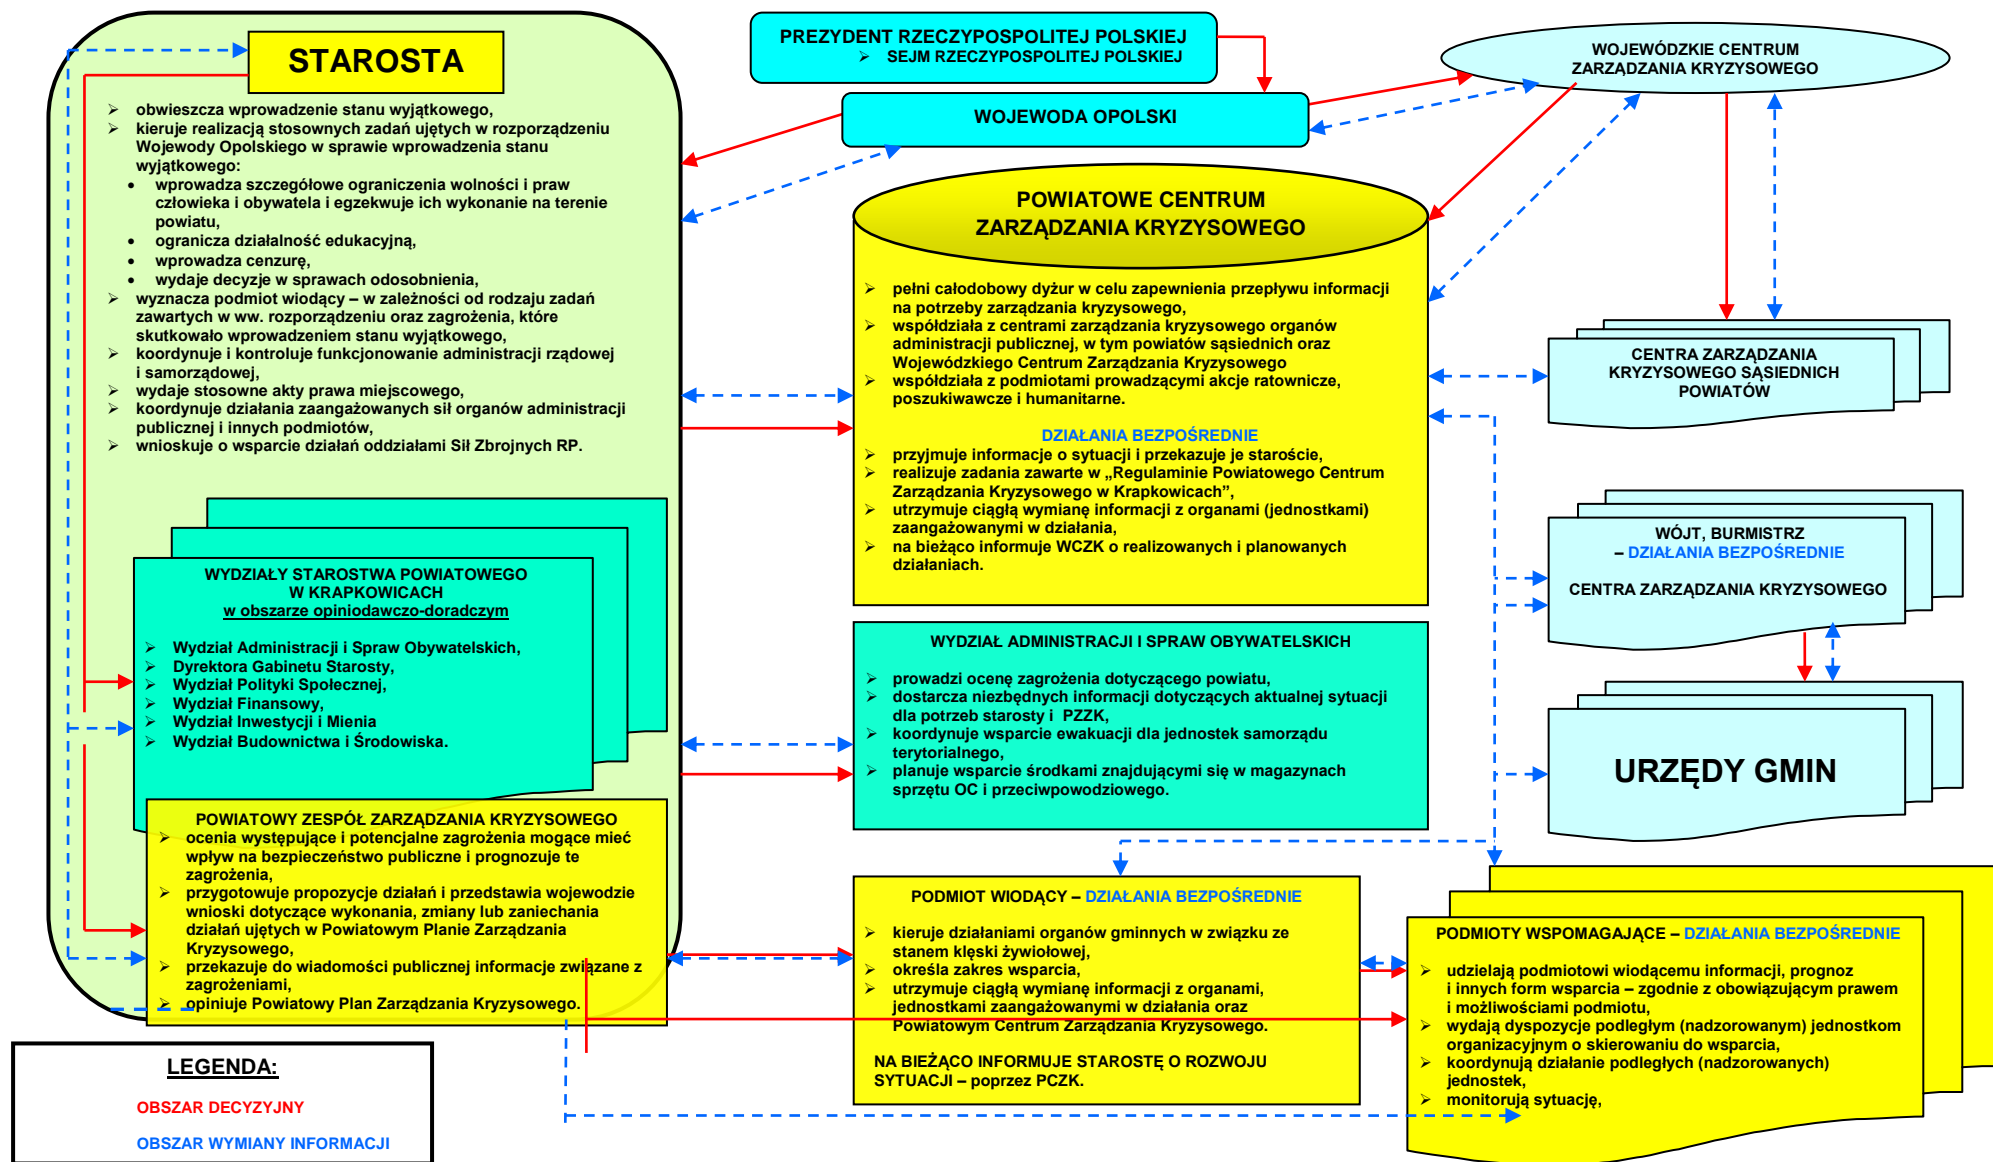 STAROSTA
➢ obwieszcza wprowadzenie stanu wyjątkowego,
➢ kieruje realizacją stosownych zadań ujętych w rozporządzeniu
Wojewody Opolskiego w sprawie wprowadzenia stanu
wyjątkowego:
• wprowadza szczegółowe ograniczenia wolności i praw
człowieka i obywatela i egzekwuje ich wykonanie na terenie
powiatu,
• ogranicza działalność edukacyjną,
• wprowadza cenzurę,
• wydaje decyzje w sprawach odosobnienia,
➢ wyznacza podmiot wiodący – w zależności od rodzaju zadań
zawartych w ww. rozporządzeniu oraz zagrożenia, które
skutkowało wprowadzeniem stanu wyjątkowego,
➢ koordynuje i kontroluje funkcjonowanie administracji rządowej
i samorządowej,
➢ wydaje stosowne akty prawa miejscowego,
➢ koordynuje działania zaangażowanych sił organów administracji
publicznej i innych podmiotów,
➢ wnioskuje o wsparcie działań oddziałami Sił Zbrojnych RP.
WYDZIAŁY STAROSTWA POWIATOWEGO
W KRAPKOWICACH
w obszarze opiniodawczo-doradczym
➢ Wydział Administracji i Spraw Obywatelskich,
➢ Dyrektora Gabinetu Starosty,
➢ Wydział Polityki Społecznej,
➢ Wydział Finansowy,
➢ Wydział Inwestycji i Mienia
➢ Wydział Budownictwa i Środowiska.
POWIATOWY ZESPÓŁ ZARZĄDZANIA KRYZYSOWEGO
➢ ocenia występujące i potencjalne zagrożenia mogące mieć
wpływ na bezpieczeństwo publiczne i prognozuje te
zagrożenia,
➢ przygotowuje propozycje działań i przedstawia wojewodzie
wnioski dotyczące wykonania, zmiany lub zaniechania
działań ujętych w Powiatowym Planie Zarządzania
Kryzysowego,
➢ przekazuje do wiadomości publicznej informacje związane z
zagrożeniami,
➢ opiniuje Powiatowy Plan Zarządzania Kryzysowego.
LEGENDA:
OBSZAR DECYZYJNY
OBSZAR WYMIANY INFORMACJI
PREZYDENT RZECZYPOSPOLITEJ POLSKIEJ
➢ SEJM RZECZYPOSPOLITEJ POLSKIEJ
WOJEWODA OPOLSKI
POWIATOWE CENTRUM
ZARZĄDZANIA KRYZYSOWEGO
➢ pełni całodobowy dyżur w celu zapewnienia przepływu informacji
na potrzeby zarządzania kryzysowego,
➢ współdziała z centrami zarządzania kryzysowego organów
administracji publicznej, w tym powiatów sąsiednich oraz
Wojewódzkiego Centrum Zarządzania Kryzysowego
➢ współdziała z podmiotami prowadzącymi akcje ratownicze,
poszukiwawcze i humanitarne.
DZIAŁANIA BEZPOŚREDNIE
➢ przyjmuje informacje o sytuacji i przekazuje je staroście,
➢ realizuje zadania zawarte w „Regulaminie Powiatowego Centrum
Zarządzania Kryzysowego w Krapkowicach”,
➢ utrzymuje ciągłą wymianę informacji z organami (jednostkami)
zaangażowanymi w działania,
➢ na bieżąco informuje WCZK o realizowanych i planowanych
działaniach.
WYDZIAŁ ADMINISTRACJI I SPRAW OBYWATELSKICH
➢ prowadzi ocenę zagrożenia dotyczącego powiatu,
➢ dostarcza niezbędnych informacji dotyczących aktualnej sytuacji
dla potrzeb starosty i PZZK,
➢ koordynuje wsparcie ewakuacji dla jednostek samorządu
terytorialnego,
➢ planuje wsparcie środkami znajdującymi się w magazynach
sprzętu OC i przeciwpowodziowego.
PODMIOT WIODĄCY – DZIAŁANIA BEZPOŚREDNIE
➢ kieruje działaniami organów gminnych w związku ze
stanem klęski żywiołowej,
➢ określa zakres wsparcia,
➢ utrzymuje ciągłą wymianę informacji z organami,
jednostkami zaangażowanymi w działania oraz
Powiatowym Centrum Zarządzania Kryzysowego.
NA BIEŻĄCO INFORMUJE STAROSTĘ O ROZWOJU
SYTUACJI – poprzez PCZK.
WOJEWÓDZKIE CENTRUM
ZARZĄDZANIA KRYZYSOWEGO
CENTRA ZARZĄDZANIA
KRYZYSOWEGO SĄSIEDNICH
POWIATÓW
WÓJT, BURMISTRZ
– DZIAŁANIA BEZPOŚREDNIE
CENTRA ZARZĄDZANIA KRYZYSOWEGO
URZĘDY GMIN
PODMIOTY WSPOMAGAJĄCE – DZIAŁANIA BEZPOŚREDNIE
➢ udzielają podmiotowi wiodącemu informacji, prognoz
i innych form wsparcia – zgodnie z obowiązującym prawem
i możliwościami podmiotu,
➢ wydają dyspozycje podległym (nadzorowanym) jednostkom
organizacyjnym o skierowaniu do wsparcia,
➢ koordynują działanie podległych (nadzorowanych)
jednostek,
➢ monitorują sytuację,